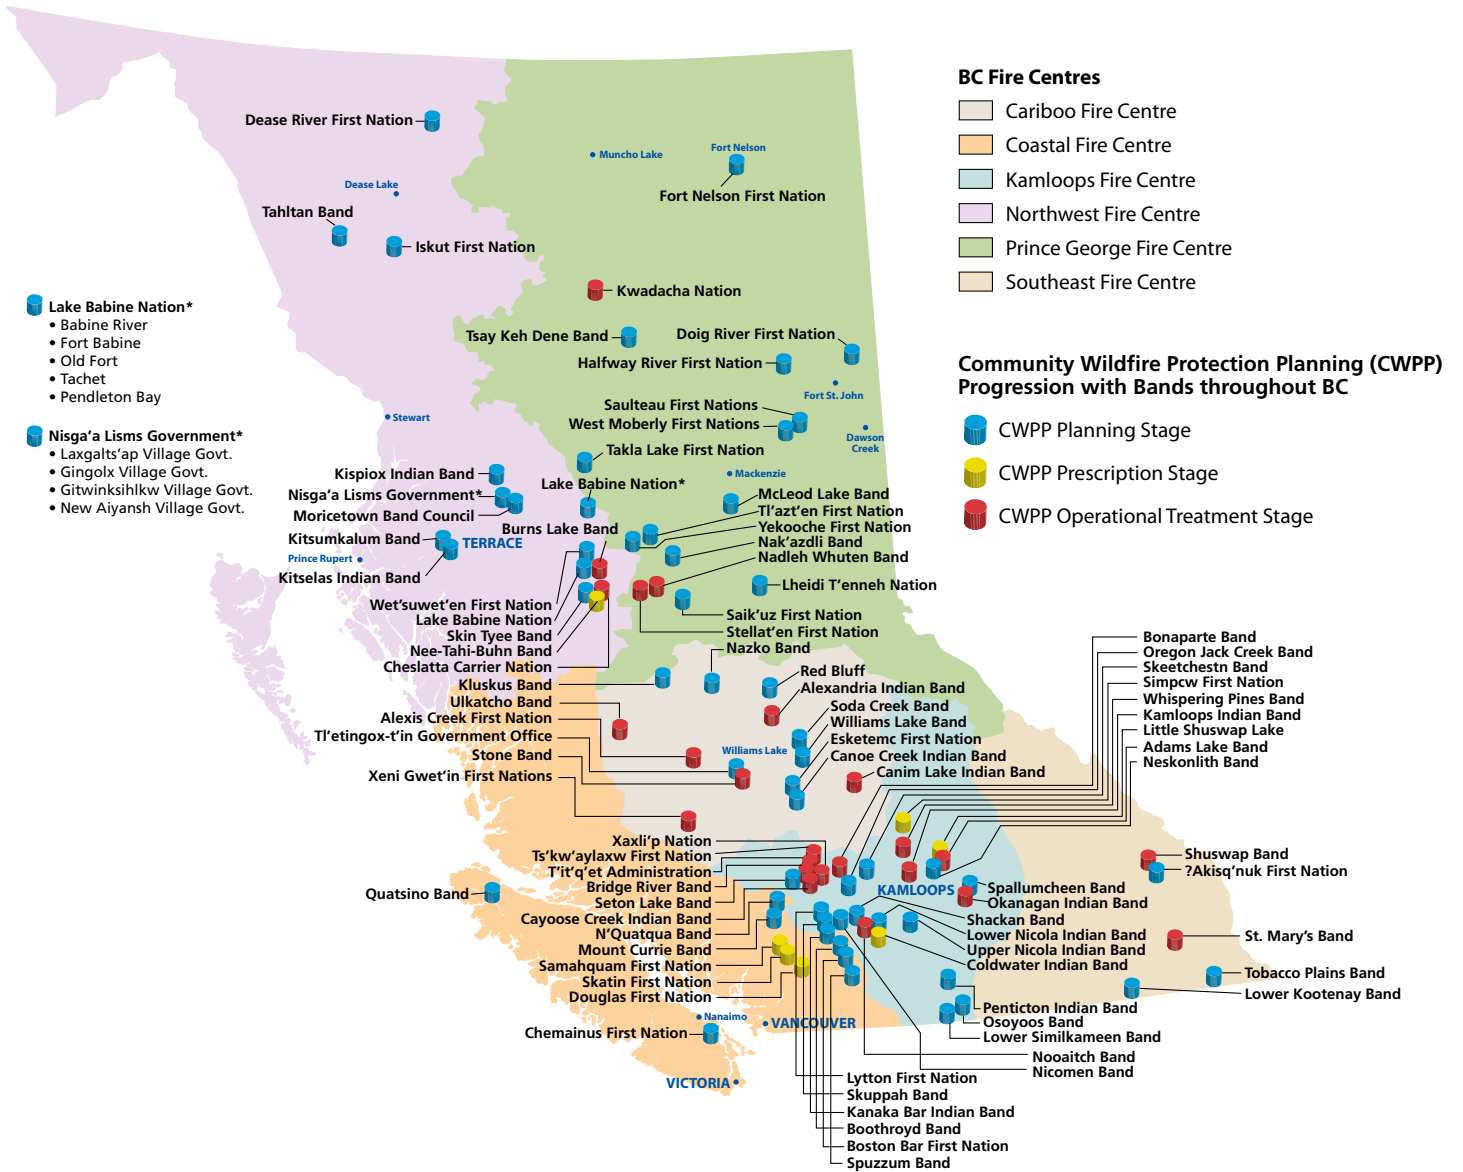 BC Fire Centres
Cariboo Fire Centre
Coastal Fire Centre
Kamloops Fire Centre
Northwest Fire Centre
Prince George Fire Centre
Southeast Fire Centre
Community Wildfire Protection Planning (CWPP)
Progression with Bands throughout BC
CWPP Planning Stage
CWPP Prescription Stage
CWPP Operational Treatment Stage
Lake Babine Nation*
• Babine River
• Fort Babine
• Old Fort
• Tachet
• Pendleton Bay
Nisga'a Lisms Government*
• Laxgalts'ap Village Govt.
• Gingolx Village Govt.
• Gitwinksihlkw Village Govt.
• New Aiyansh Village Govt.
Dease River First Nation
Muncho Lake
Fort Nelson
Fort Nelson First Nation
Dease Lake
Tahltan Band
Iskut First Nation
Kwadacha Nation
Tsay Keh Dene Band
Doig River First Nation
Halfway River First Nation
Fort St. John
Saulteau First Nations
West Moberly First Nations
Dawson
Creek
Stewart
Takla Lake First Nation
Mackenzie
Kispiox Indian Band
Lake Babine Nation*
Nisga'a Lisms Government*
Moricetown Band Council
McLeod Lake Band
Tl'azt'en First Nation
Yekooche First Nation
Nak'azdli Band
Nadleh Whuten Band
Burns Lake Band
Kitsumkalum Band
TERRACE
Prince Rupert
Kitselas Indian Band
Lheidi T'enneh Nation
Wet'suwet'en First Nation
Lake Babine Nation
Skin Tyee Band
Nee-Tahi-Buhn Band
Cheslatta Carrier Nation
Saik'uz First Nation
Stellat'en First Nation
Nazko Band
Kluskus Band
Red Bluff
Alexandria Indian Band
Ulkatcho Band
Alexis Creek First Nation
Tl'etingox-t'in Government Office
Stone Band
Xeni Gwet'in First Nations
Soda Creek Band
Williams Lake Band
Esketemc First Nation
Canoe Creek Indian Band
Canim Lake Indian Band
Williams Lake
Bonaparte Band
Oregon Jack Creek Band
Skeetchestn Band
Simpcw First Nation
Whispering Pines Band
Kamloops Indian Band
Little Shuswap Lake
Adams Lake Band
Neskonlith Band
Xaxli'p Nation
Ts'kw'aylaxw First Nation
T'it'q'et Administration
Bridge River Band
Seton Lake Band
Cayoose Creek Indian Band
N'Quatqua Band
Mount Currie Band
Samahquam First Nation
Skatin First Nation
Douglas First Nation
Quatsino Band
KAMLOOPS
Shuswap Band
?Akisq'nuk First Nation
Spallumcheen Band
Okanagan Indian Band
Shackan Band
Lower Nicola Indian Band
Upper Nicola Indian Band
Coldwater Indian Band
St. Mary's Band
Tobacco Plains Band
Lower Kootenay Band
Penticton Indian Band
Osoyoos Band
Lower Similkameen Band
Nooaitch Band
Nicomen Band
Nanaimo
VANCOUVER
Chemainus First Nation
VICTORIA
Lytton First Nation
Skuppah Band
Kanaka Bar Indian Band
Boothroyd Band
Boston Bar First Nation
Spuzzum Band